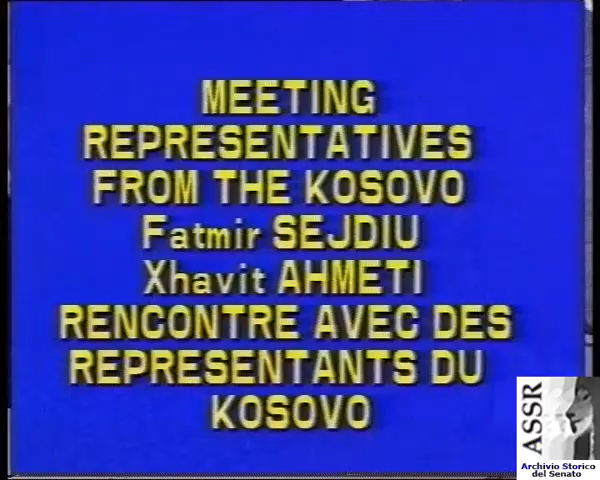 MEETING
REPRESENTATIVES
FROM THE KOSOVO
Fatmir SEJDIU
Xhavit AHMETI
RENCONTRE AVEC DES
REPRESENTANTS DU
KOSOVO
ASSR
Archivio Storico
del Senato